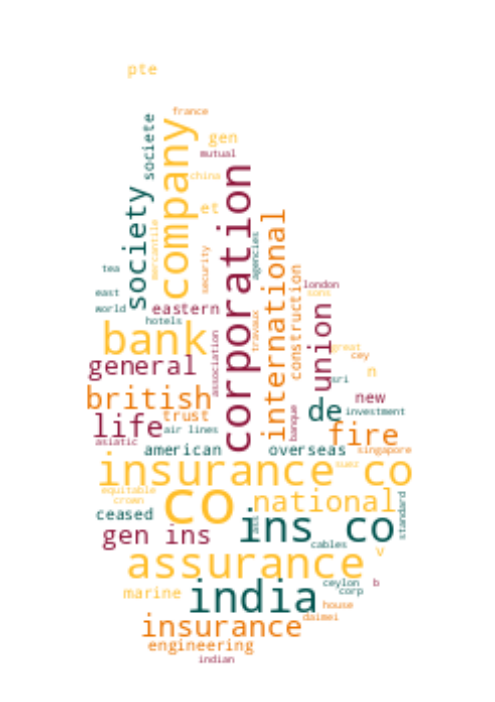 pte
france
societe
company
gen
mutual
china
corporation
society
et
international
mercantile
agencies
security
tea
construction
east
london
sons
world
eastern
union
hotels
travaux
bank
association
great
general
cey
n
sri
british
new
de
investment
trust
life
air lines
banque
fire
asiatic
american
overseas
singapore
insurance co
suez
equitable
crown
co
national
standard
ceased
ins co
ass
gen ins
cables
v
assurance
ceylon
b
marine
india
corp
house
insurance
daimei
engineering
indian